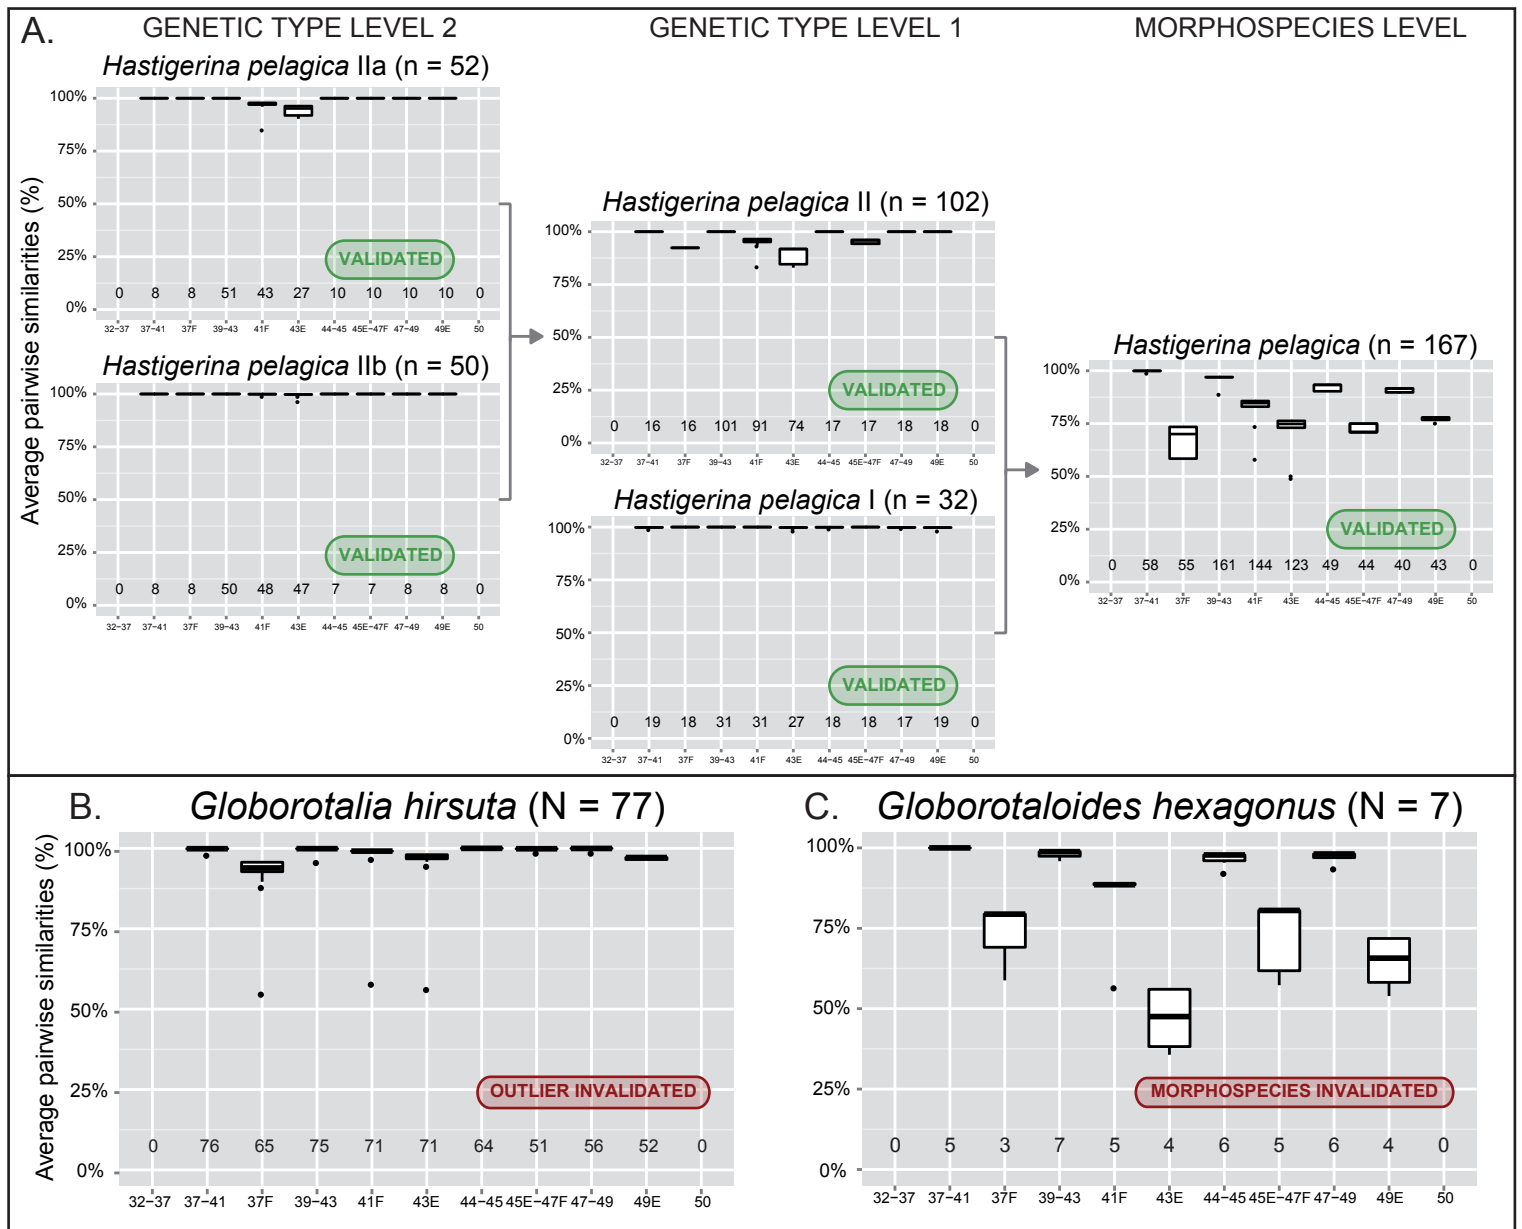 A.
GENETIC TYPE LEVEL 2
GENETIC TYPE LEVEL 1
MORPHOSPECIES LEVEL
Average pairwise similarities (%)
Hastigerina pelagica IIa (n = 52)
100%
75%
50%
25%
0%
VALIDATED
0 8 8 51 43 27 10 10 10 10 0
32−37 37−41 37F 39−43 41F 43E 44−45 45E−47F 47−49 49E 50
Hastigerina pelagica IIb (n = 50)
100%
75%
50%
25%
0%
VALIDATED
0 8 8 50 48 47 7 7 8 8 0
32−37 37−41 37F 39−43 41F 43E 44−45 45E−47F 47−49 49E 50
Hastigerina pelagica II (n = 102)
100%
75%
50%
25%
0%
VALIDATED
0 16 16 101 91 74 17 17 18 18 0
32−37 37−41 37F 39−43 41F 43E 44−45 45E−47F 47−49 49E 50
Hastigerina pelagica I (n = 32)
100%
75%
50%
25%
0%
VALIDATED
0 19 18 31 31 27 18 18 17 19 0
32−37 37−41 37F 39−43 41F 43E 44−45 45E−47F 47−49 49E 50
Hastigerina pelagica (n = 167)
100%
75%
50%
25%
0%
VALIDATED
0 58 55 161 144 123 49 44 40 43 0
32−37 37−41 37F 39−43 41F 43E 44−45 45E−47F 47−49 49E 50
B.
Globorotalia hirsuta (N = 77)
Average pairwise similarities (%)
100%
75%
50%
25%
0%
OUTLIER INVALIDATED
0 76 65 75 71 71 64 51 56 52 0
32−37 37−41 37F 39−43 41F 43E 44−45 45E−47F 47−49 49E 50
C.
Globorotaloides hexagonus (N = 7)
100%
75%
50%
25%
0%
MORPHOSPECIES INVALIDATED
0 5 3 7 5 4 6 5 6 4 0
32−37 37−41 37F 39−43 41F 43E 44−45 45E−47F 47−49 49E 50